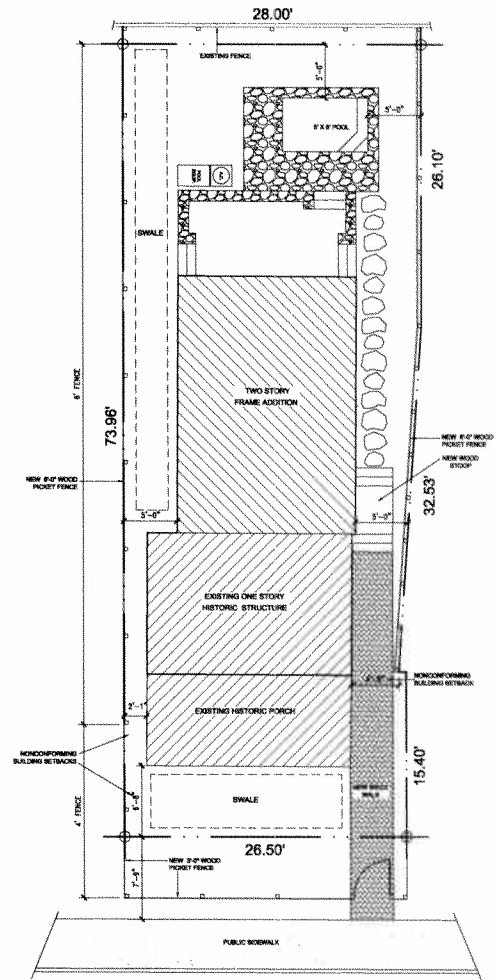 28.00'
EXISTING FENCE
5'-0"
5'-0"
26.10'
POOL
A/C
SWALE
6' FENCE
73.96'
TWO STORY
FRAME ADDITION
NEW 6'-0" WOOD
PICKET FENCE
NEW WOOD
STOOP
32.53'
NEW 6'-0" WOOD
PICKET FENCE
5'-0"
5'-0"
EXISTING ONE STORY
HISTORIC STRUCTURE
NONCONFORMING
BUILDING SETBACK
EXISTING HISTORIC PORCH
2'-1"
15.40'
NONCONFORMING
BUILDING SETBACKS
4' FENCE
SWALE
26.50'
NEW 3'-0" WOOD
PICKET FENCE
PUBLIC SIDEWALK